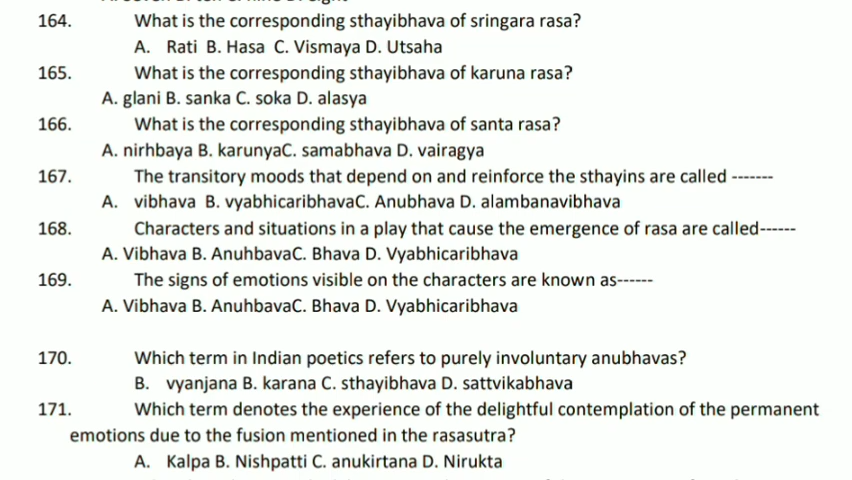 164. What is the corresponding sthayibhava of sringara rasa?
A. Rati B. Hasa C. Vismaya D. Utsaha
165. What is the corresponding sthayibhava of karuna rasa?
A. glani B. sanka C. soka D. alasya
166. What is the corresponding sthayibhava of santa rasa?
A. nirhbaya B. karunyaC. samabhava D. vairagya
167. The transitory moods that depend on and reinforce the sthayins are called -------
A. vibhava B. vyabhicaribhavaC. Anubhava D. alambanavibhava
168. Characters and situations in a play that cause the emergence of rasa are called------
A. Vibhava B. AnuhbavaC. Bhava D. Vyabhicaribhava
169. The signs of emotions visible on the characters are known as------
A. Vibhava B. AnuhbavaC. Bhava D. Vyabhicaribhava
170. Which term in Indian poetics refers to purely involuntary anubhavas?
B. vyanjana B. karana C. sthayibhava D. sattvikabhava
171. Which term denotes the experience of the delightful contemplation of the permanent
emotions due to the fusion mentioned in the rasasutra?
A. Kalpa B. Nishpatti C. anukirtana D. Nirukta